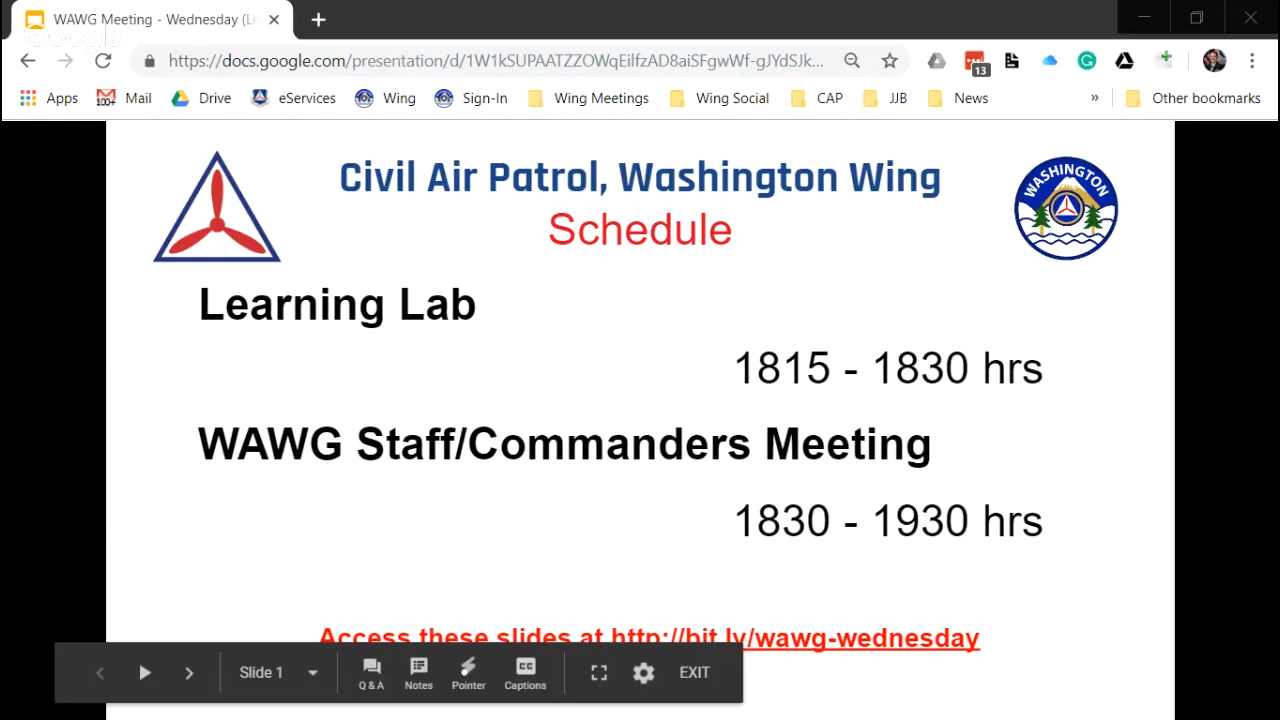 WAWG Meeting - Wednesday (Li
https://docs.google.com/presentation/d/1W1kSUPAATZZOWqEilfzAD8aiSFgwWf-gJYdSJk...
13
Apps
100+ Mail
Drive
eServices
Wing
Sign-In
Wing Meetings
Wing Social
CAP
JJB
News
»
Other bookmarks
Civil Air Patrol, Washington Wing
WASHINGTON
Schedule
Learning Lab
1815 - 1830 hrs
WAWG Staff/Commanders Meeting
1830 - 1930 hrs
Access these slides at http://bit.ly/wawg-wednesday
Slide 1
Q & A
Notes
Pointer
CC
Captions
EXIT